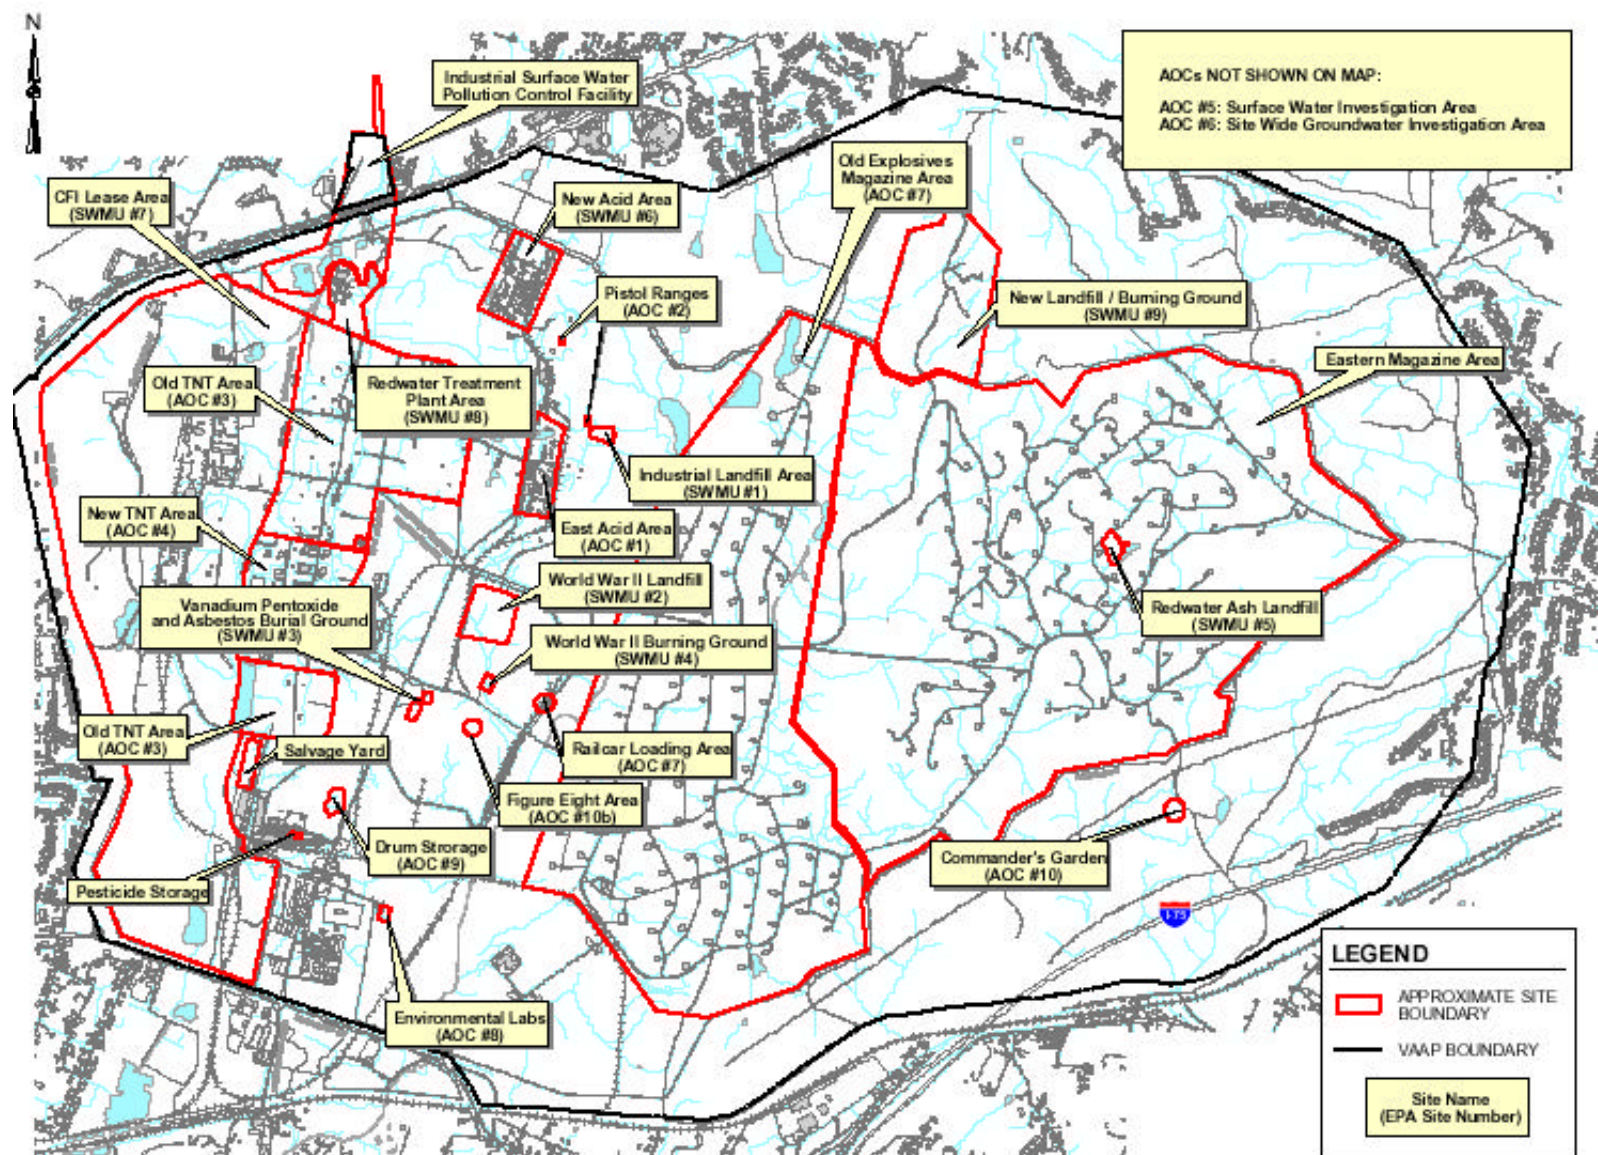 N
Industrial Surface Water
Pollution Control Facility
AOCs NOT SHOWN ON MAP:
AOC #5: Surface Water Investigation Area
AOC #6: Site Wide Groundwater Investigation Area
Old Explosives
Magazine Area
(AOC #7)
CFI Lease Area
(SWMU #7)
New Acid Area
(SWMU #6)
Pistol Ranges
(AOC #2)
New Landfill / Burning Ground
(SWMU #9)
Eastern Magazine Area
Old TNT Area
(AOC #3)
Redwater Treatment
Plant Area
(SWMU #8)
Industrial Landfill Area
(SWMU #1)
New TNT Area
(AOC #4)
East Acid Area
(AOC #1)
World War II Landfill
(SWMU #2)
Vanadium Pentoxide
and Asbestos Burial Ground
(SWMU #3)
Redwater Ash Landfill
(SWMU #5)
World War II Burning Ground
(SWMU #4)
Old TNT Area
(AOC #3)
Salvage Yard
Railcar Loading Area
(AOC #7)
Figure Eight Area
(AOC #10b)
Drum Strorage
(AOC #9)
Commander's Garden
(AOC #10)
Pesticide Storage
I-75
Environmental Labs
(AOC #8)
LEGEND
APPROXIMATE SITE
BOUNDARY
VAAP BOUNDARY
Site Name
(EPA Site Number)